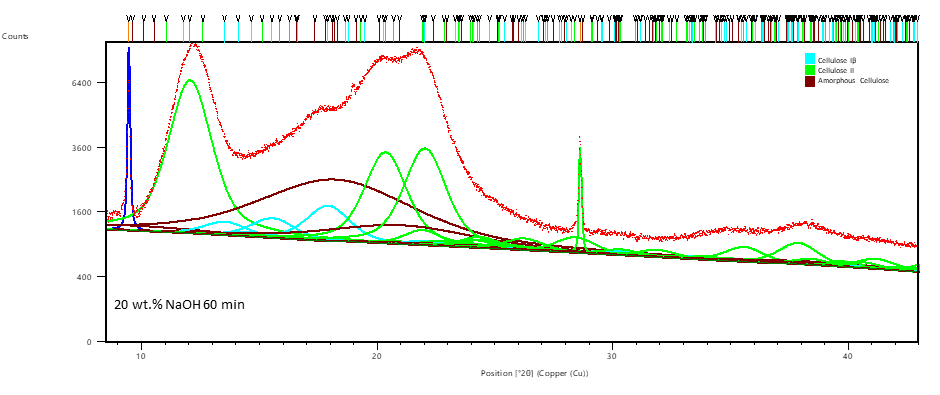 Counts
Cellulose Iβ
Cellulose II
Amorphous Cellulose
6400
3600
1600
400
20 wt.% NaOH 60 min
0
10
20
30
40
Position [°2θ] (Copper (Cu))